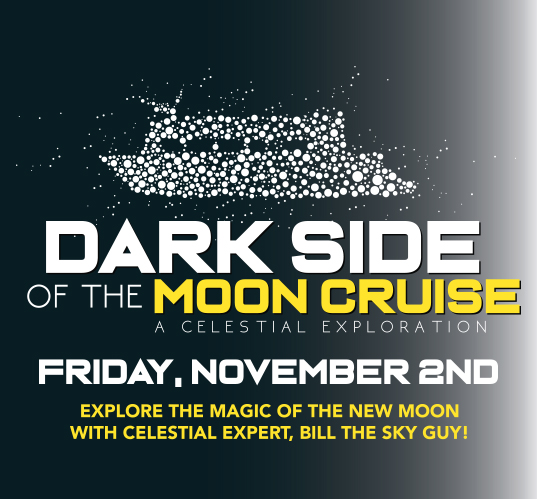 DARK SIDE
OF THE MOON CRUISE
A CELESTIAL EXPLORATION
FRIDAY, NOVEMBER 2ND
EXPLORE THE MAGIC OF THE NEW MOON
WITH CELESTIAL EXPERT, BILL THE SKY GUY!